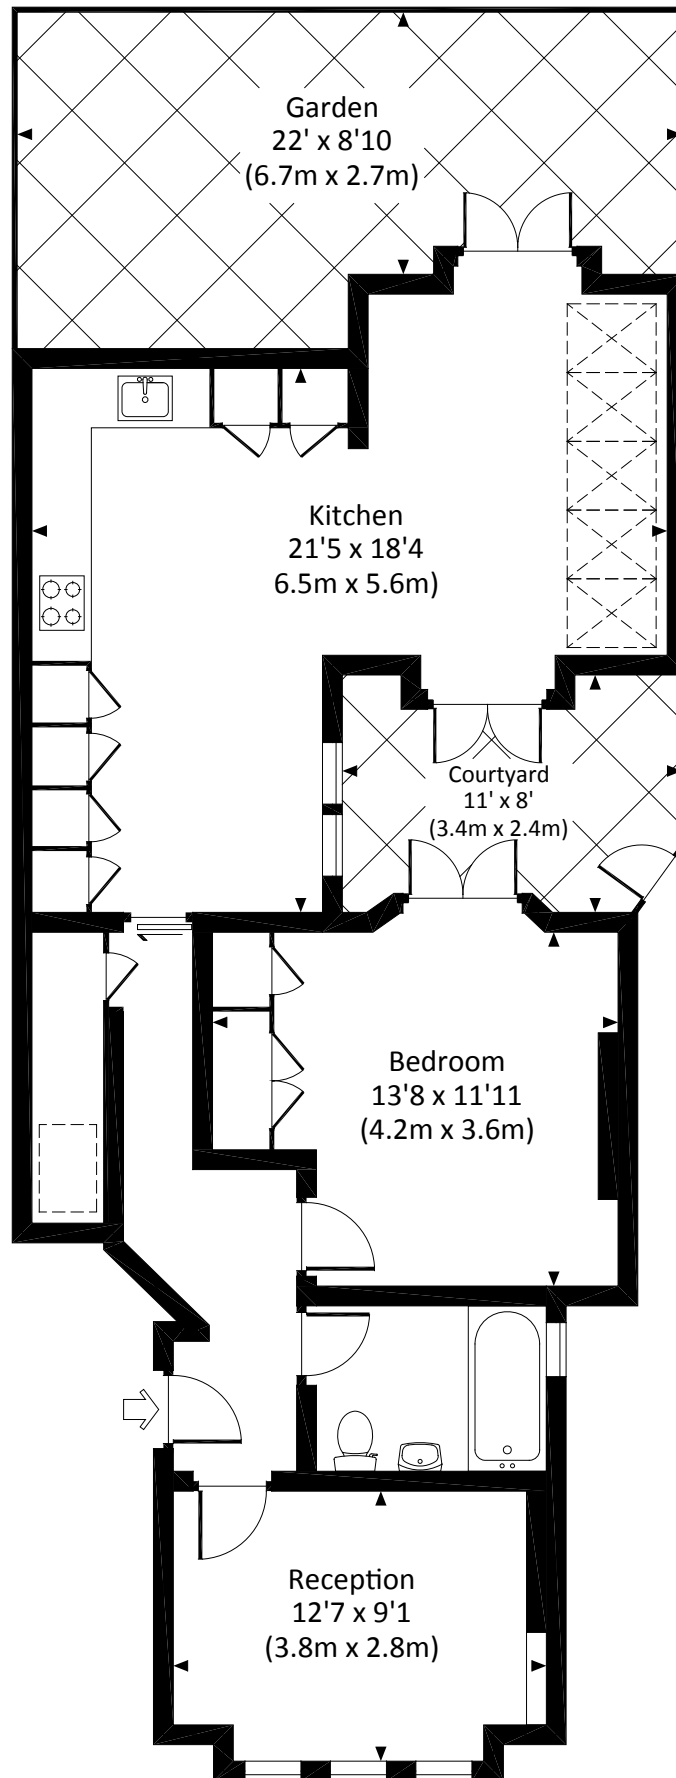 Garden
22' x 8'10
(6.7m x 2.7m)
Kitchen
21'5 x 18'4
6.5m x 5.6m)
Courtyard
11' x 8'
(3.4m x 2.4m)
Bedroom
13'8 x 11'11
(4.2m x 3.6m)
Reception
12'7 x 9'1
(3.8m x 2.8m)